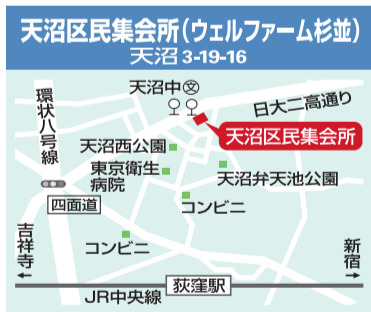 天沼区民集会所(ウェルファーム杉並)
天沼 3-19-16
天沼中 文
日大二高通り
環状八号線
天沼区民集会所
天沼西公園
東京衛生
病院
天沼弁天池公園
四面道
コンビニ
コンビニ
吉祥寺
新宿
荻窪駅
JR中央線